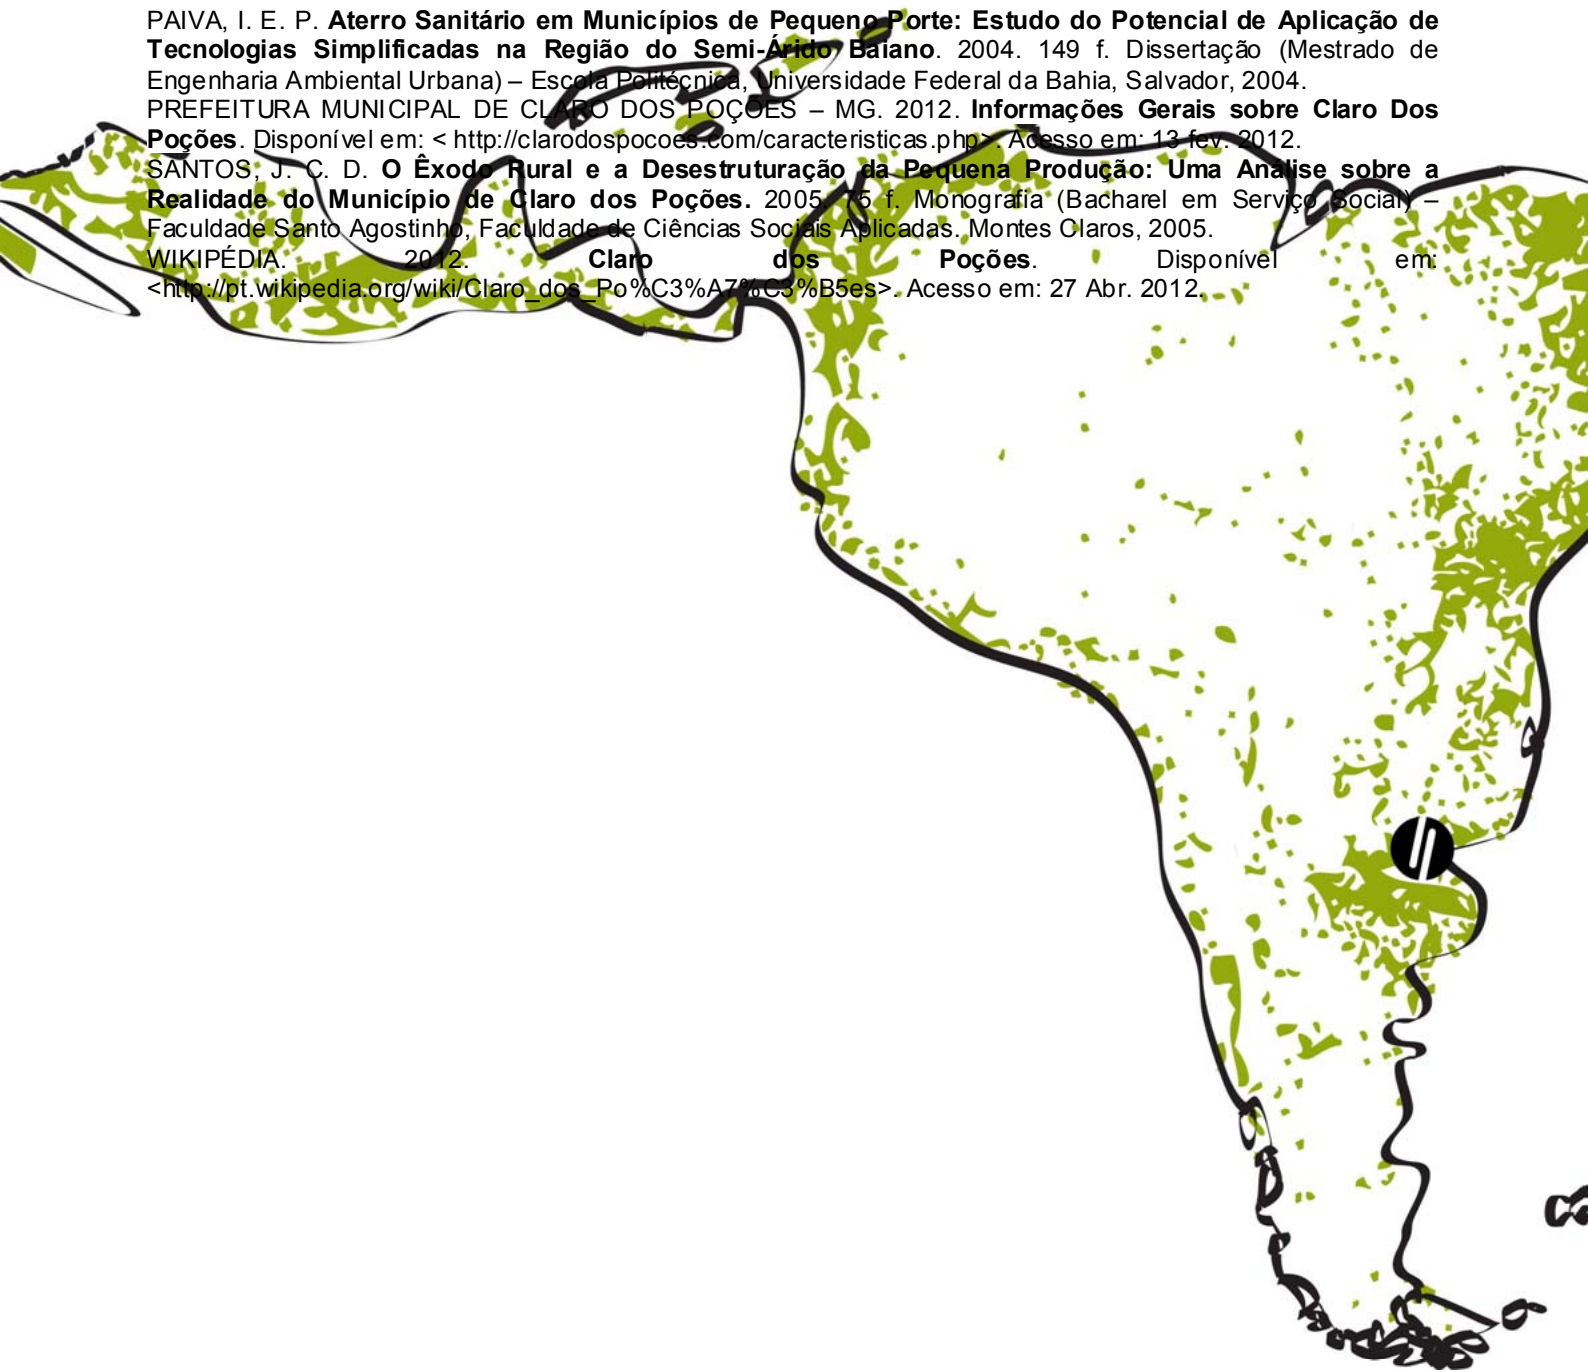 PAIVA, I. E. P. Aterro Sanitário em Municípios de Pequeno Porte: Estudo do Potencial de Aplicação de
Tecnologias Simplificadas na Região do Semi-Árido Baiano. 2004. 149 f. Dissertação (Mestrado de
Engenharia Ambiental Urbana) – Escola Politécnica, Universidade Federal da Bahia, Salvador, 2004.
PREFEITURA MUNICIPAL DE CLARO DOS POÇOES – MG. 2012. Informações Gerais sobre Claro Dos
Poções. Disponível em: < http://clarodospocoes.com/caracteristicas.php>. Acesso em: 13 fev. 2012.
SANTOS, J. C. D. O Êxodo Rural e a Desestruturação da Pequena Produção: Uma Análise sobre a
Realidade do Município de Claro dos Poções. 2005. 75 f. Monografia (Bacharel em Serviço Social) –
Faculdade Santo Agostinho, Faculdade de Ciências Sociais Aplicadas. Montes Claros, 2005.
WIKIPÉDIA. 2012. Claro dos Poções. Disponível em:
<http://pt.wikipedia.org/wiki/Claro_dos_Po%C3%A7%C3%B5es>. Acesso em: 27 Abr. 2012.